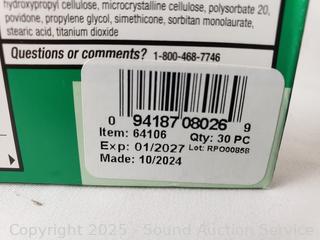 hydroxypropyl cellulose, microcrystalline cellulose, polysorbate 20,
povidone, propylene glycol, simethicone, sorbitan monolaurate,
stearic acid, titanium dioxide
Questions or comments? 1-800-468-7746
0 94187 08026 9
Item: 64106 Qty: 30 PC
Exp: 01/2027 Lot: RPO0085B
Made: 10/2024
Copyright 2025 - Sound Auction Service